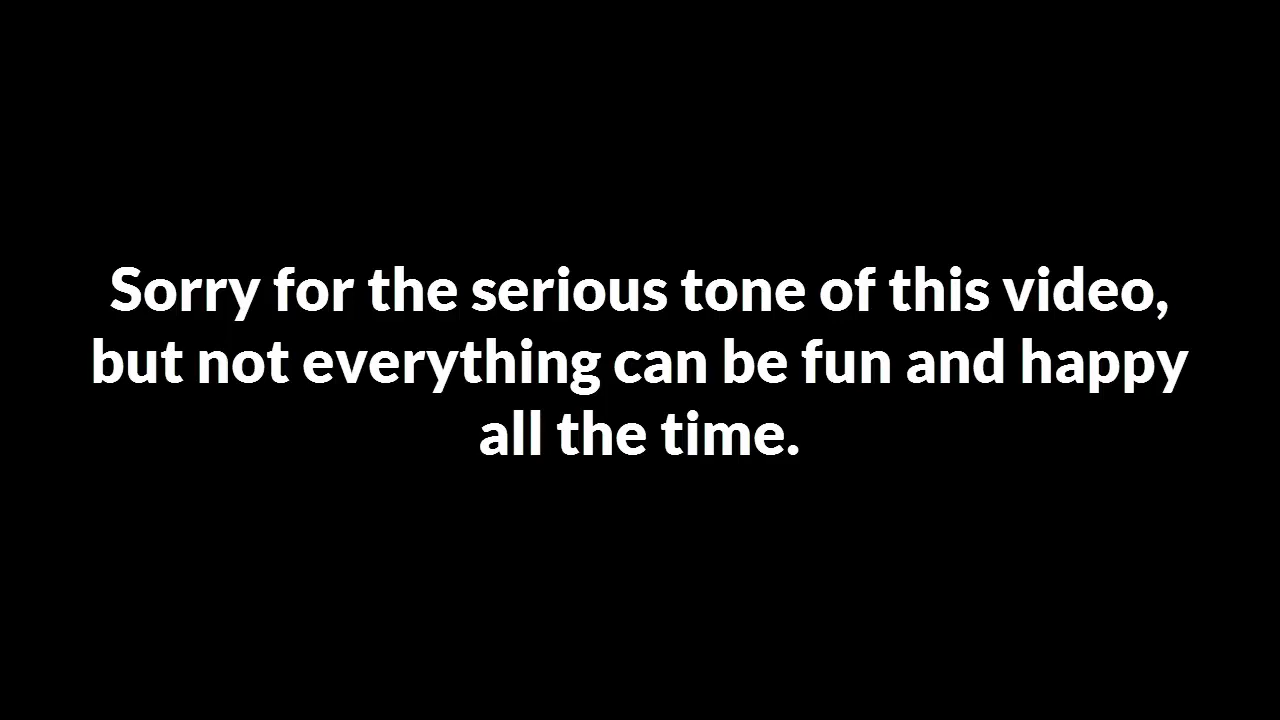 Sorry for the serious tone of this video,
but not everything can be fun and happy
all the time.